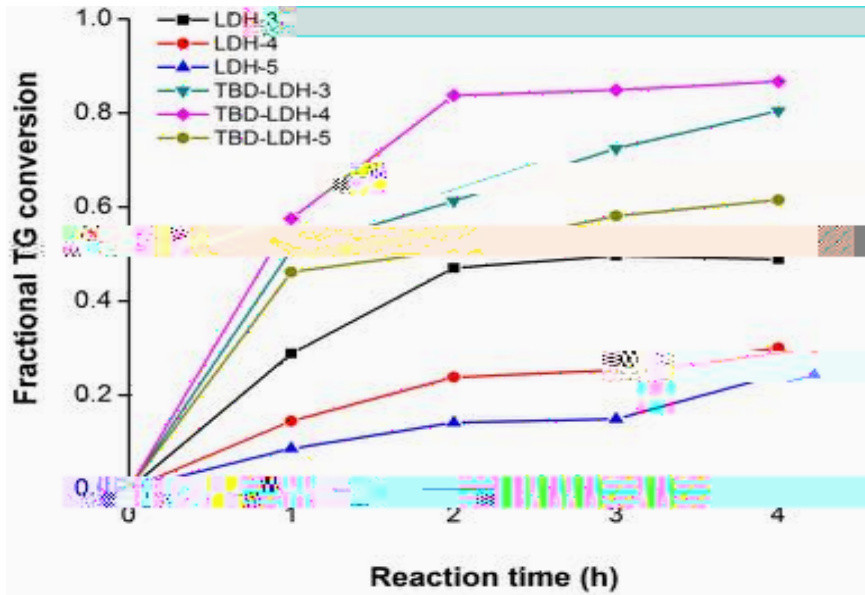 1.0
LDH-3
LDH-4
LDH-5
TBD-LDH-3
TBD-LDH-4
TBD-LDH-5
0.8
0.6
0.4
0.2
0 1 2 3 4
Fractional TG conversion
Reaction time (h)